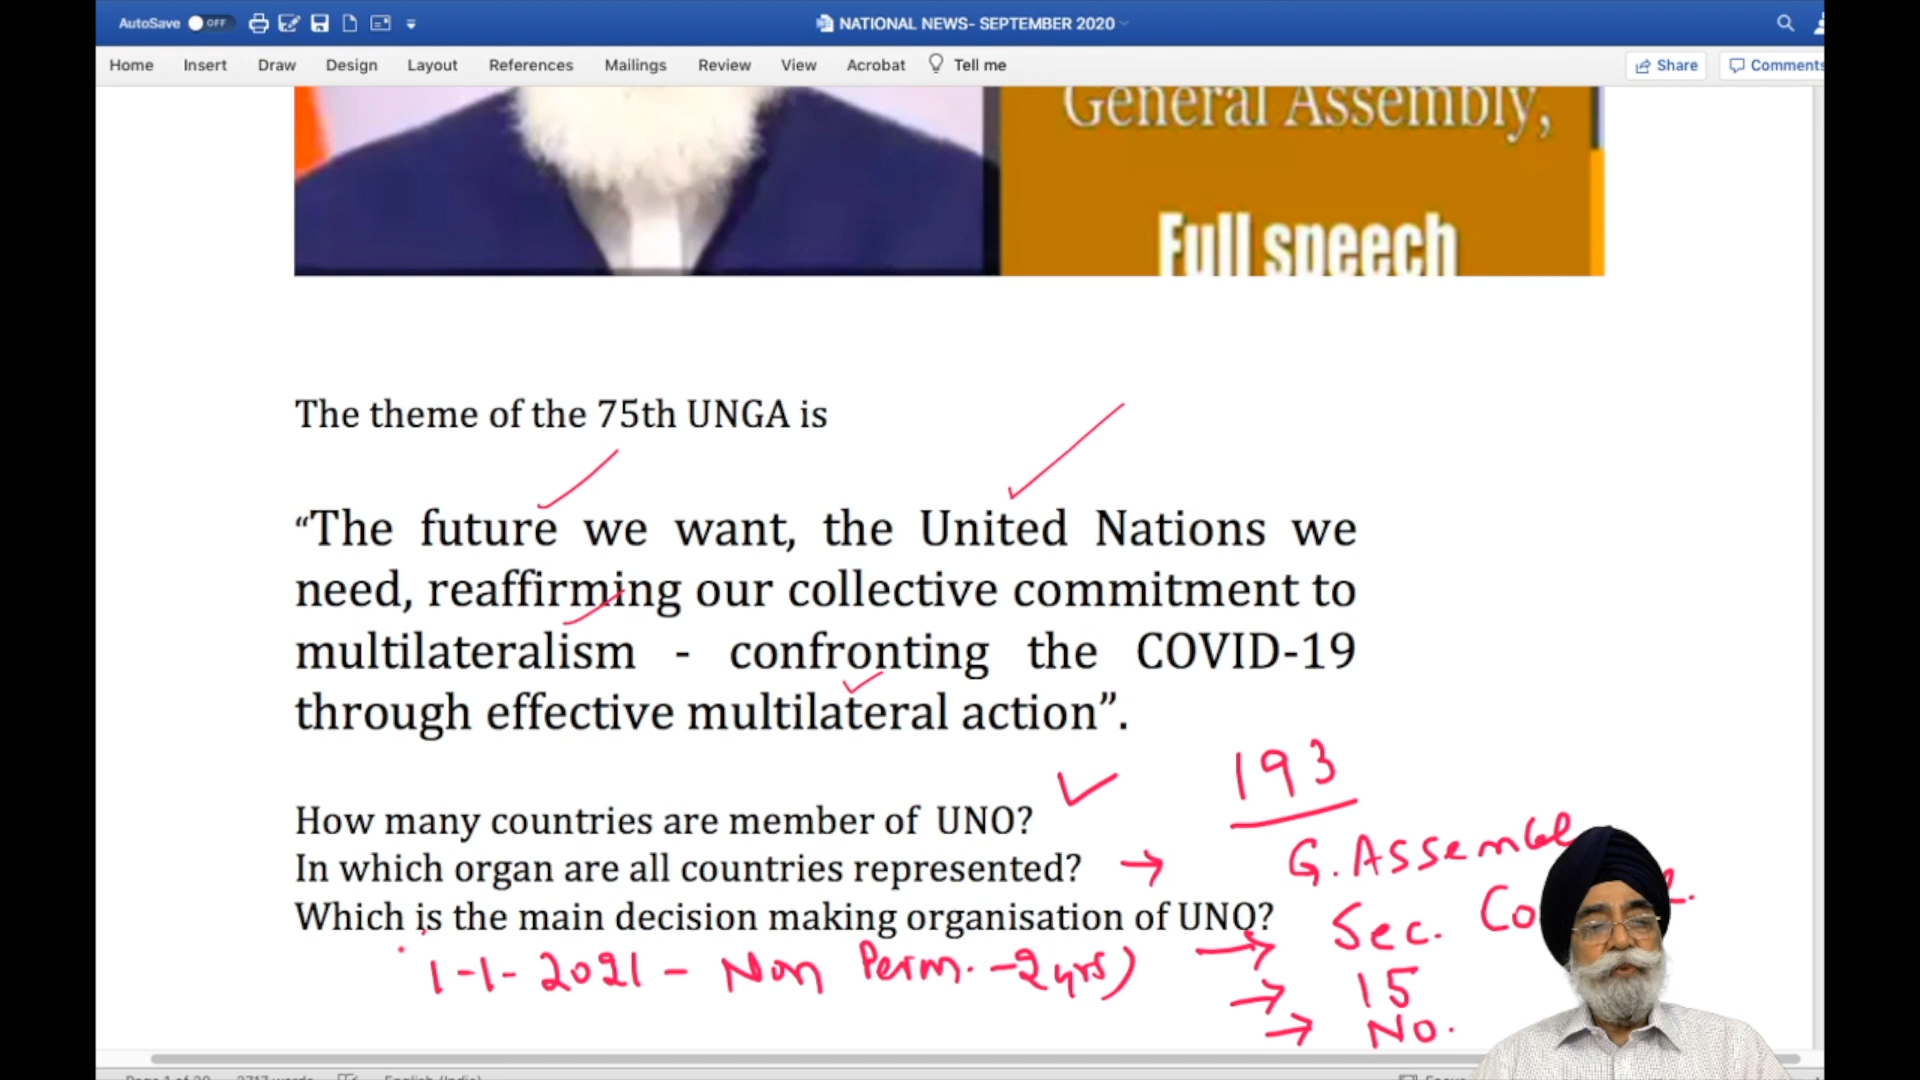 AutoSave OFF NATIONAL NEWS- SEPTEMBER 2020
Home Insert Draw Design Layout References Mailings Review View Acrobat Tell me Share Comments
General Assembly,
Full speech
The theme of the 75th UNGA is
“The future we want, the United Nations we
need, reaffirming our collective commitment to
multilateralism - confronting the COVID-19
through effective multilateral action”.
193
How many countries are member of UNO?
In which organ are all countries represented? → G. Assemble
Which is the main decision making organisation of UNO?
→ Sec.
1-1-2021 - Non Perm. -2yrs)
→ 15
→ No.
English (India)